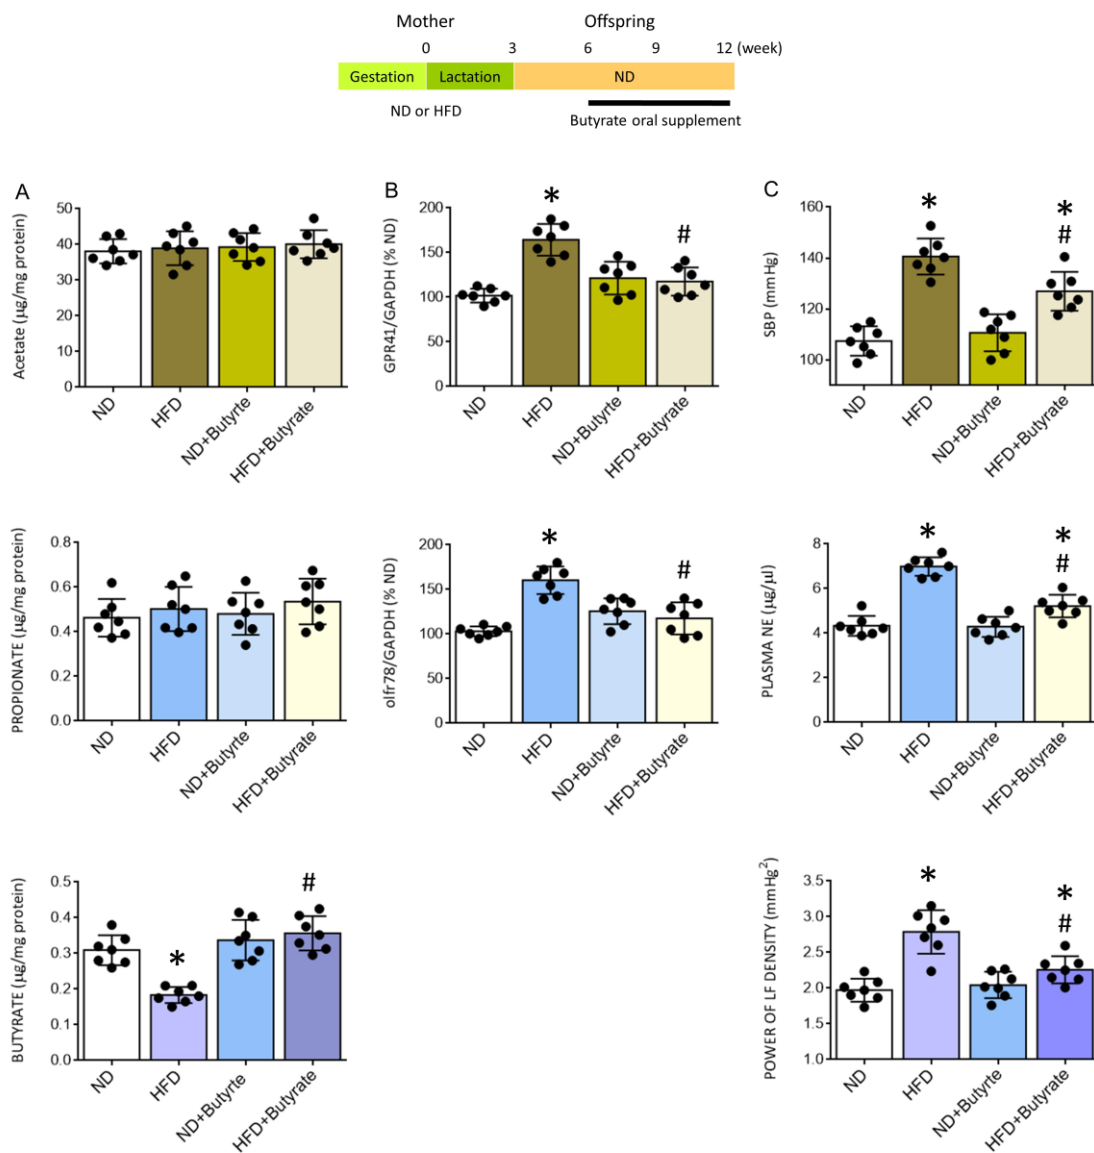 Mother Offspring
0 3 6 9 12 (week)
Gestation Lactation ND
ND or HFD
Butyrate oral supplement
A
Acetate (µg/mg protein)
50
40
30
20
10
0
ND HFD ND+Butyrte HFD+Butyrate
B
GPR41/GAPDH (% ND)
200
150
100
50
0
* #
ND HFD ND+Butyrte HFD+Butyrate
C
SBP (mmHg)
160
140
120
100
* * #
ND HFD ND+Butyrte HFD+Butyrate
PROPIONATE (µg/mg protein)
0.8
0.6
0.4
0.2
0.0
ND HFD ND+Butyrte HFD+Butyrate
olfr78/GAPDH (% ND)
200
150
100
50
0
* #
ND HFD ND+Butyrte HFD+Butyrate
PLASMA NE (µg/µl)
8
6
4
2
* * #
ND HFD ND+Butyrte HFD+Butyrate
BUTYRATE (µg/mg protein)
0.5
0.4
0.3
0.2
0.1
0.0
* #
ND HFD ND+Butyrte HFD+Butyrate
POWER OF LF DENSITY (mmHg²)
3.5
3.0
2.5
2.0
1.5
1.0
* * #
ND HFD ND+Butyrte HFD+Butyrate